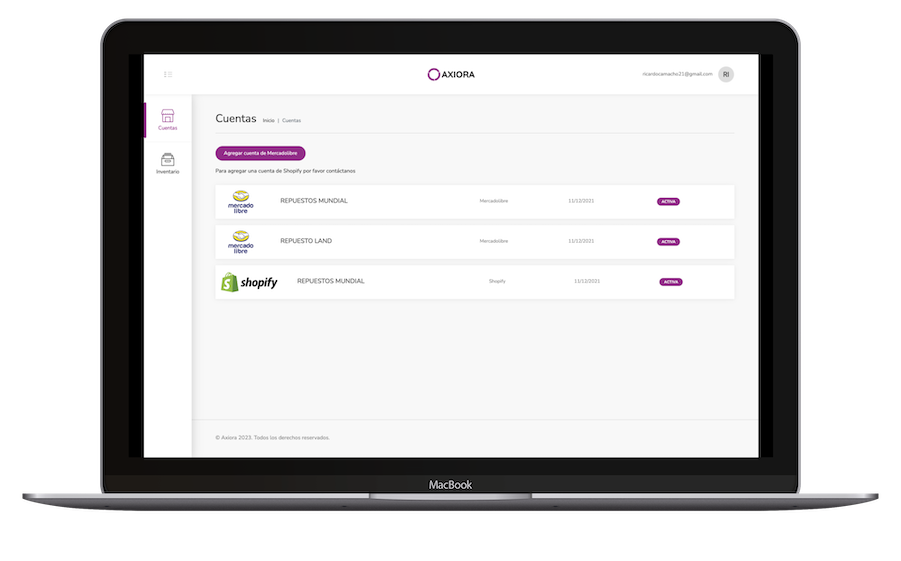 AXIORA
ricardocamacho21@gmail.com RI
Cuentas
Inventario
Cuentas Inicio | Cuentas
Agregar cuenta de Mercadolibre
Para agregar una cuenta de Shopify por favor contáctanos
mercado
libre
REPUESTOS MUNDIAL Mercadolibre 11/12/2021 ACTIVA
mercado
libre
REPUESTO LAND Mercadolibre 11/12/2021 ACTIVA
shopify REPUESTOS MUNDIAL Shopify 11/12/2021 ACTIVA
© Axiora 2023. Todos los derechos reservados.
MacBook